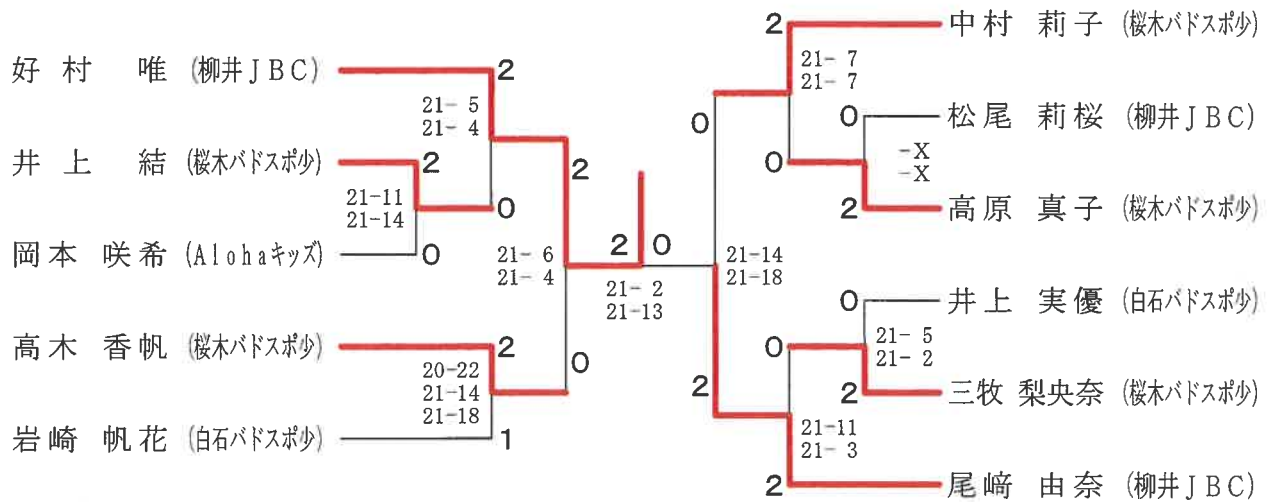 好村 唯 (柳井JBC)
2
21- 5
21- 4
井上 結 (桜木バドスポ少)
2
21-11
21-14
0
岡本 咲希 (Alohaキッズ)
0
2
21- 6
21- 4
高木 香帆 (桜木バドスポ少)
2
20-22
21-14
21-18
0
岩崎 帆花 (白石バドスポ少)
1
2 0
21- 2
21-13
2
中村 莉子 (桜木バドスポ少)
21- 7
21- 7
0
0
松尾 莉桜 (柳井JBC)
-X
-X
0
2
高原 真子 (桜木バドスポ少)
21-14
21-18
0
井上 実優 (白石バドスポ少)
21- 5
21- 2
0
2
2
三牧 梨央奈 (桜木バドスポ少)
21-11
21- 3
2
尾﨑 由奈 (柳井JBC)